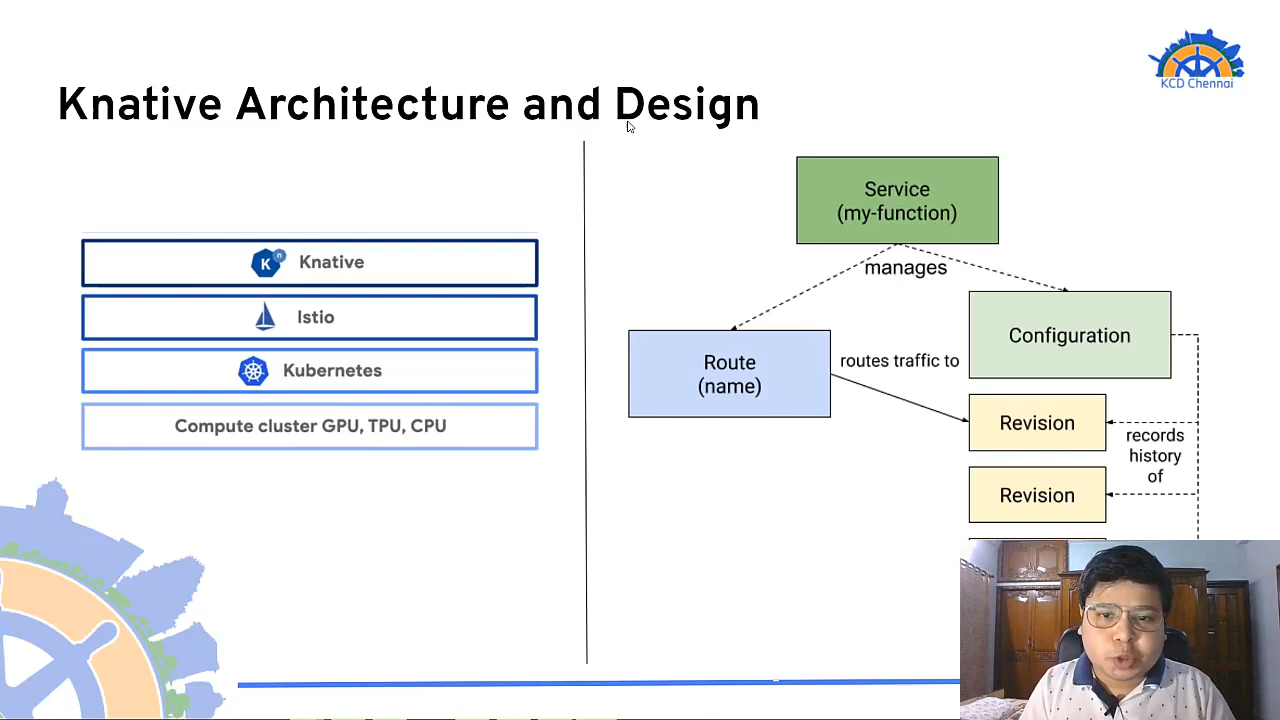 KCD Chennai
Knative Architecture and Design
K n Knative
Istio
Kubernetes
Compute cluster GPU, TPU, CPU
Service
(my-function)
manages
Configuration
Route
(name)
routes traffic to
Revision
records
history
of
Revision